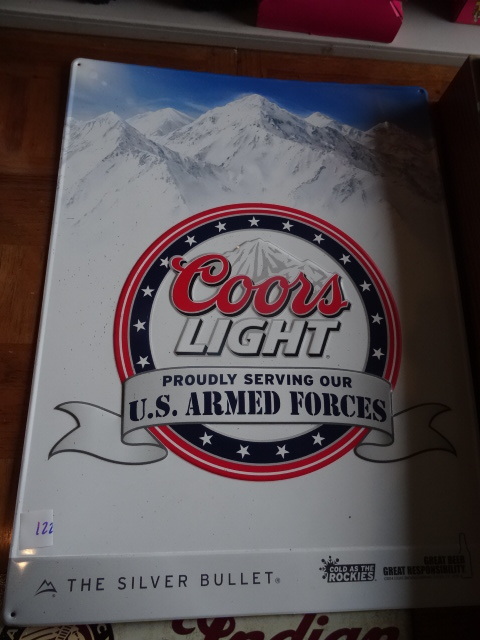 Coors
LIGHT
PROUDLY SERVING OUR
U.S. ARMED FORCES
122
THE SILVER BULLET®
COLD AS THE
ROCKIES
GREAT BEER
GREAT RESPONSIBILITY
Indian